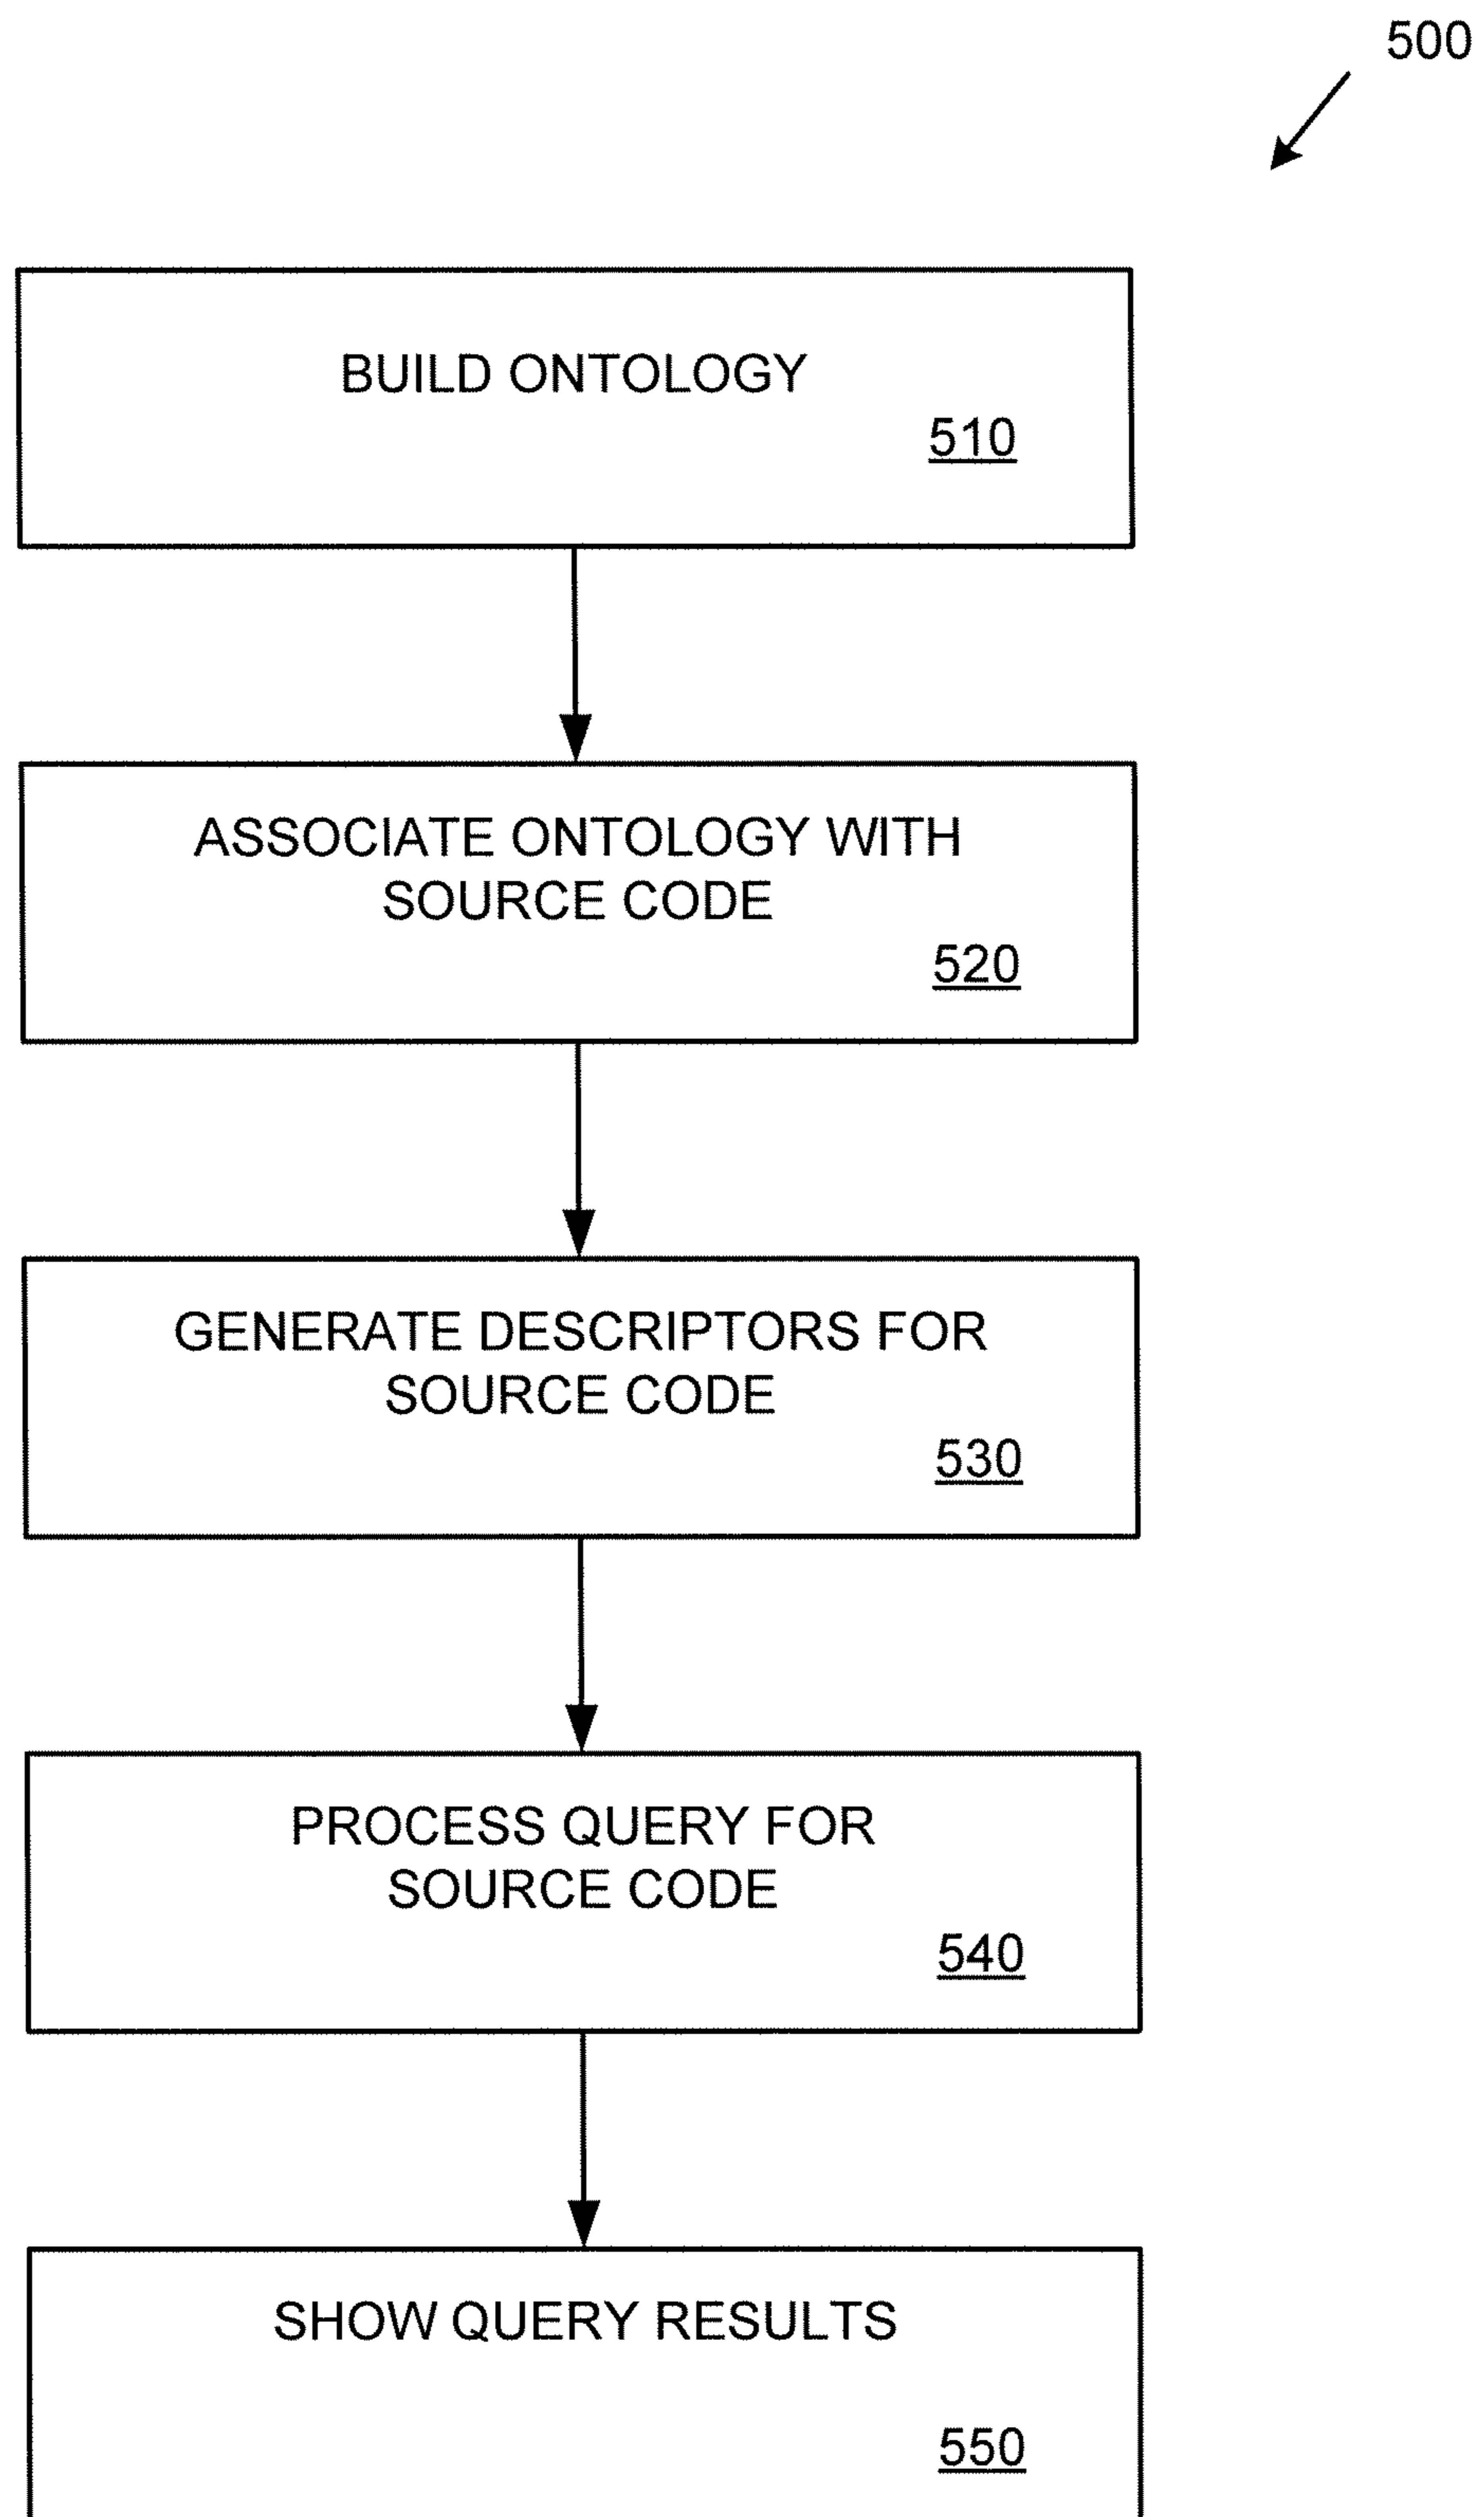 500
BUILD ONTOLOGY
510
ASSOCIATE ONTOLOGY WITH
SOURCE CODE
520
GENERATE DESCRIPTORS FOR
SOURCE CODE
530
PROCESS QUERY FOR
SOURCE CODE
540
SHOW QUERY RESULTS
550